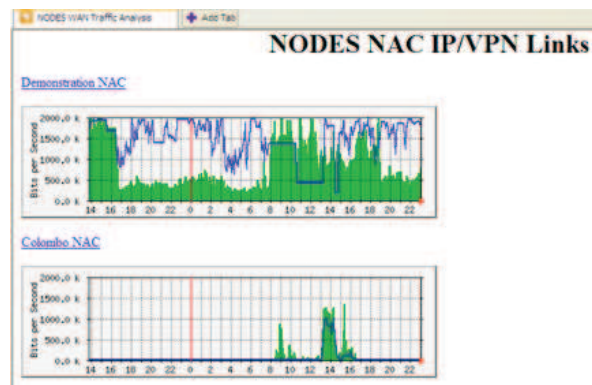 NODES WAN Traffic Analysis Add Tab
NODES NAC IP/VPN Links
Demonstration NAC
Bits per Second
2000.0 k
1500.0 k
1000.0 k
500.0 k
0.0 k
14 16 18 20 22 0 2 4 6 8 10 12 14 16 18 20 22
Colombo NAC
Bits per Second
2000.0 k
1500.0 k
1000.0 k
500.0 k
0.0 k
14 16 18 20 22 0 2 4 6 8 10 12 14 16 18 20 22